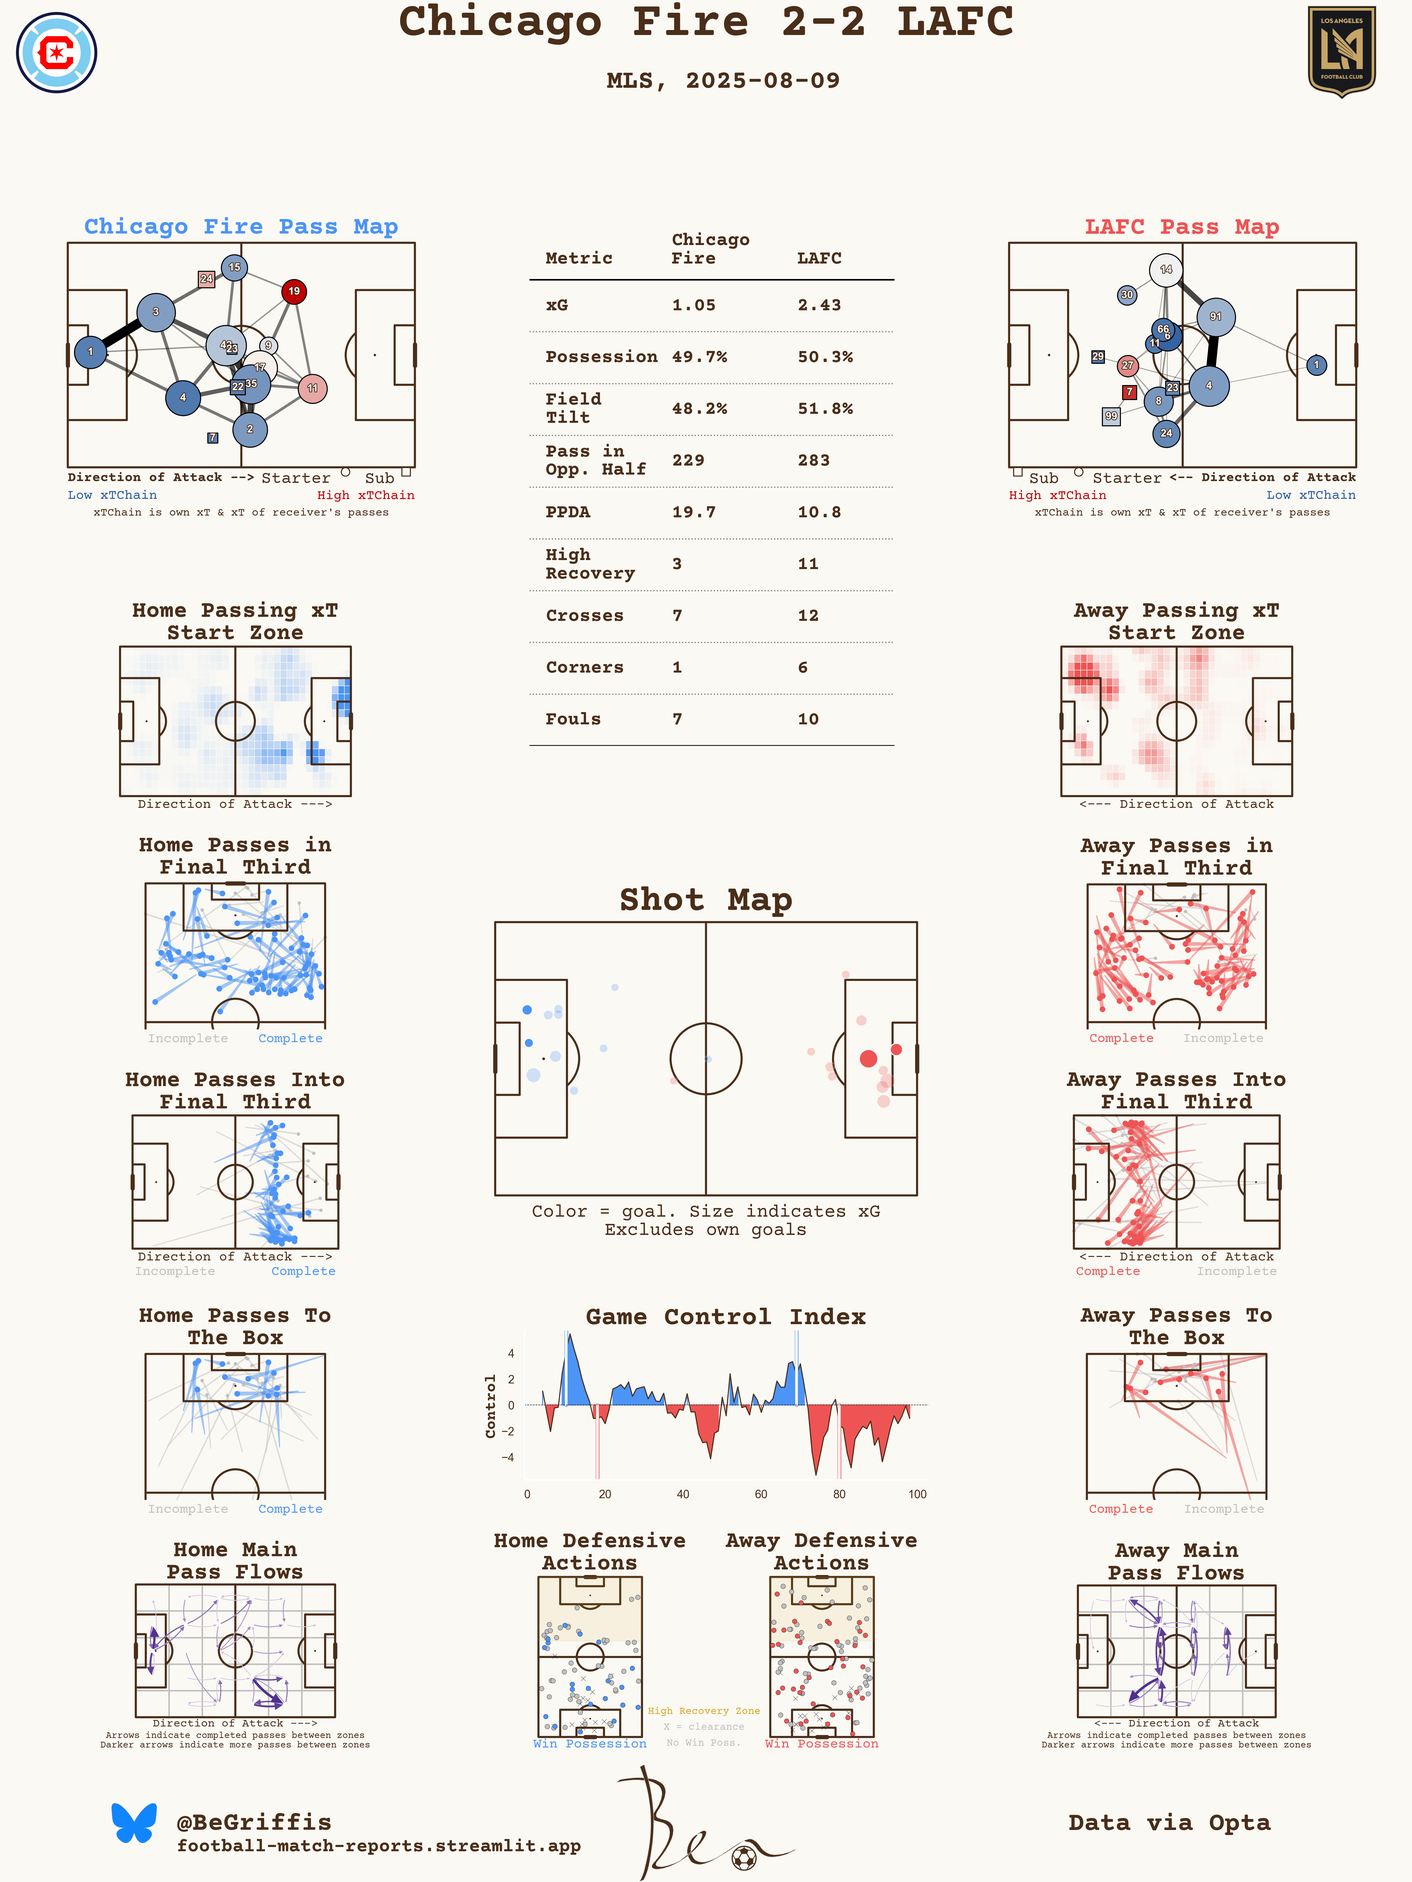 Chicago Fire 2-2 LAFC
MLS, 2025-08-09
LOS ANGELES
FOOTBALL CLUB
Chicago Fire Pass Map
24
15
19
3
1
9
17
22
35
11
4
2
7
Direction of Attack --> Starter Sub
Low xTChain High xTChain
xTChain is own xT & xT of receiver's passes
Metric Chicago Fire LAFC
xG 1.05 2.43
Possession 49.7% 50.3%
Field Tilt 48.2% 51.8%
Pass in Opp. Half 229 283
PPDA 19.7 10.8
High Recovery 3 11
Crosses 7 12
Corners 1 6
Fouls 7 10
LAFC Pass Map
14
30
91
66
11
29
27
1
7
23
4
8
99
24
Sub Starter <-- Direction of Attack
High xTChain Low xTChain
xTChain is own xT & xT of receiver's passes
Home Passing xT
Start Zone
Direction of Attack --->
Away Passing xT
Start Zone
<--- Direction of Attack
Home Passes in
Final Third
Incomplete Complete
Away Passes in
Final Third
Complete Incomplete
Shot Map
Color = goal. Size indicates xG
Excludes own goals
Home Passes Into
Final Third
Direction of Attack --->
Incomplete Complete
Away Passes Into
Final Third
<--- Direction of Attack
Complete Incomplete
Home Passes To
The Box
Incomplete Complete
Game Control Index
Control
4
2
0
−2
−4
0 20 40 60 80 100
Away Passes To
The Box
Complete Incomplete
Home Main
Pass Flows
Direction of Attack --->
Arrows indicate completed passes between zones
Darker arrows indicate more passes between zones
Home Defensive
Actions
Win Possession
High Recovery Zone
X = clearance
No Win Poss.
Away Defensive
Actions
Win Possession
Away Main
Pass Flows
<--- Direction of Attack
Arrows indicate completed passes between zones
Darker arrows indicate more passes between zones
@BeGriffis
football-match-reports.streamlit.app
Ben
Data via Opta